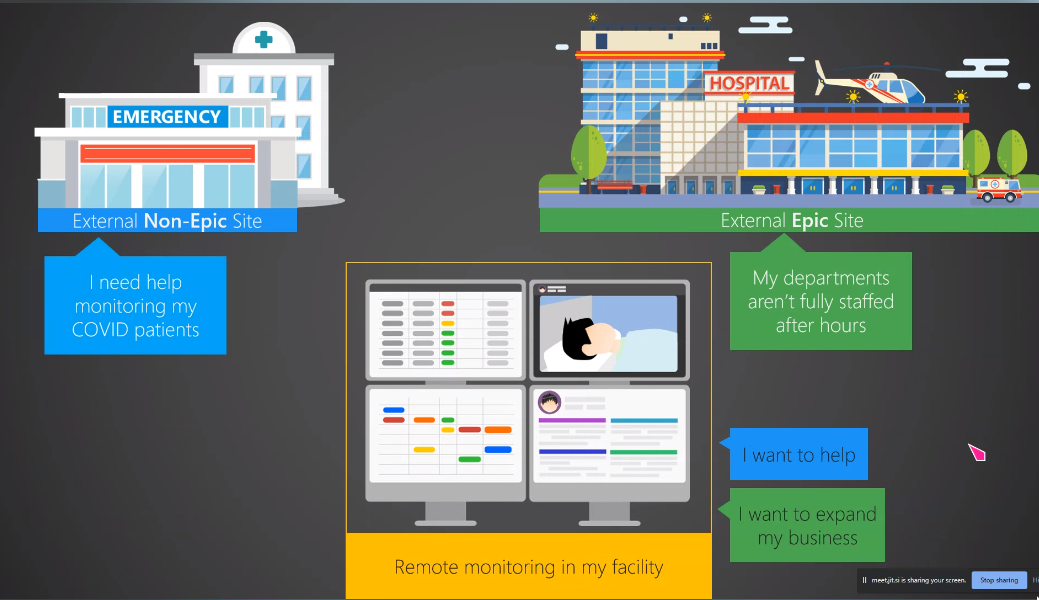 HOSPITAL
EMERGENCY
External Non-Epic Site
External Epic Site
I need help
monitoring my
COVID patients
My departments
aren't fully staffed
after hours
I want to help
I want to expand
my business
Remote monitoring in my facility
meet.jit.si is sharing your screen.
Stop sharing